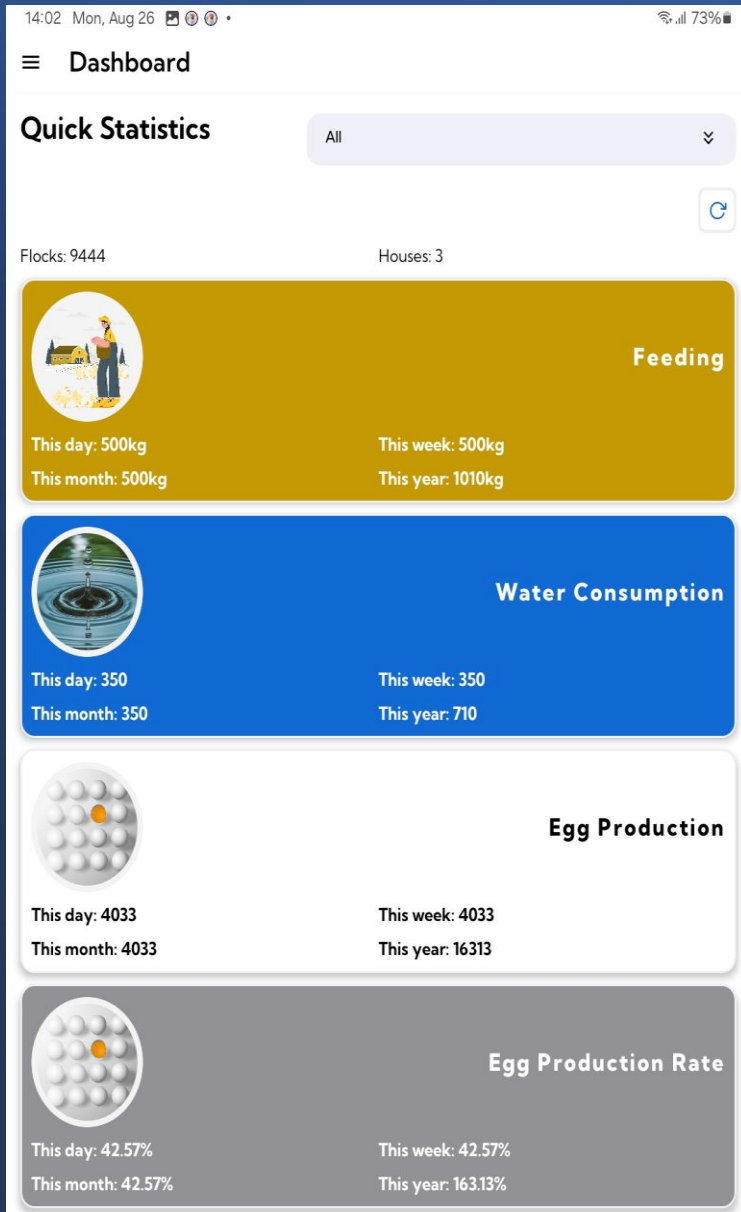 14:02 Mon, Aug 26 73%
Dashboard
Quick Statistics
All
Flocks: 9444 Houses: 3
Feeding
This day: 500kg This week: 500kg
This month: 500kg This year: 1010kg
Water Consumption
This day: 350 This week: 350
This month: 350 This year: 710
Egg Production
This day: 4033 This week: 4033
This month: 4033 This year: 16313
Egg Production Rate
This day: 42.57% This week: 42.57%
This month: 42.57% This year: 163.13%